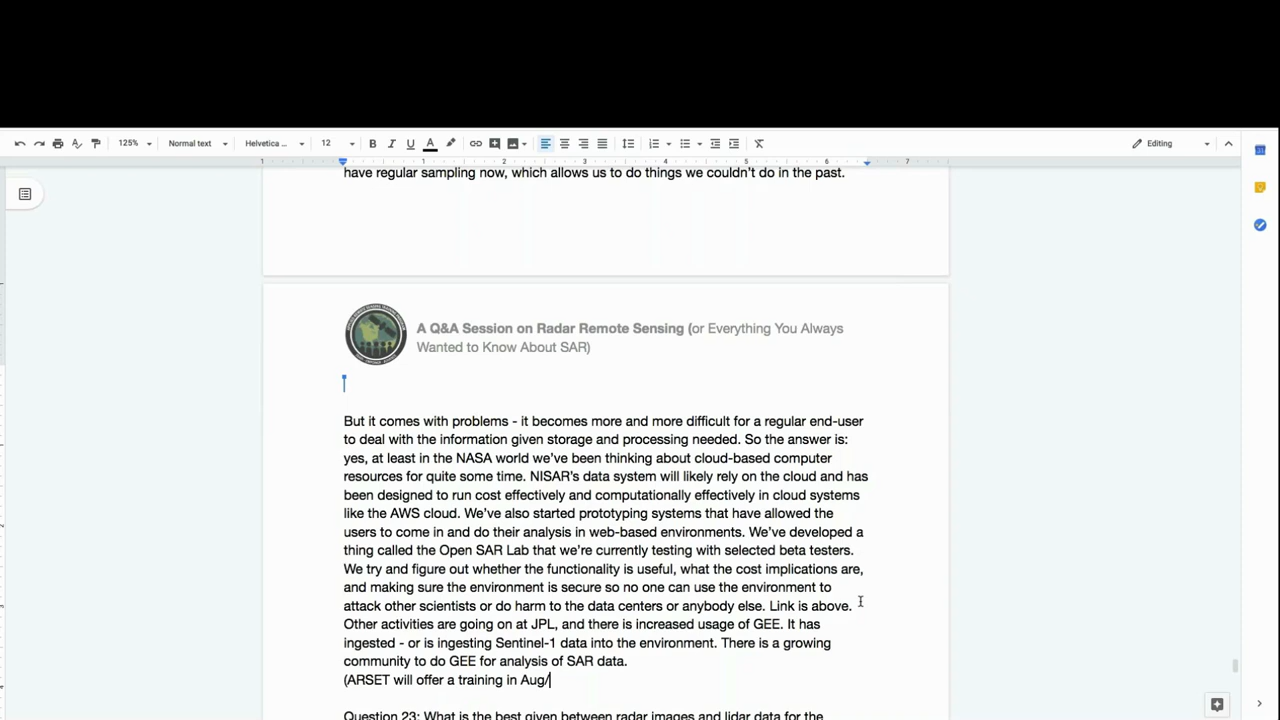 125%
Normal text
Helvetica ...
12
Editing
1 1 2 3 4 5 6 7
have regular sampling now, which allows us to do things we couldn't do in the past.
A Q&A Session on Radar Remote Sensing (or Everything You Always
Wanted to Know About SAR)
But it comes with problems - it becomes more and more difficult for a regular end-user
to deal with the information given storage and processing needed. So the answer is:
yes, at least in the NASA world we've been thinking about cloud-based computer
resources for quite some time. NISAR's data system will likely rely on the cloud and has
been designed to run cost effectively and computationally effectively in cloud systems
like the AWS cloud. We've also started prototyping systems that have allowed the
users to come in and do their analysis in web-based environments. We've developed a
thing called the Open SAR Lab that we're currently testing with selected beta testers.
We try and figure out whether the functionality is useful, what the cost implications are,
and making sure the environment is secure so no one can use the environment to
attack other scientists or do harm to the data centers or anybody else. Link is above.
Other activities are going on at JPL, and there is increased usage of GEE. It has
ingested - or is ingesting Sentinel-1 data into the environment. There is a growing
community to do GEE for analysis of SAR data.
(ARSET will offer a training in Aug/
Question 23: What is the best given between radar images and lidar data for the